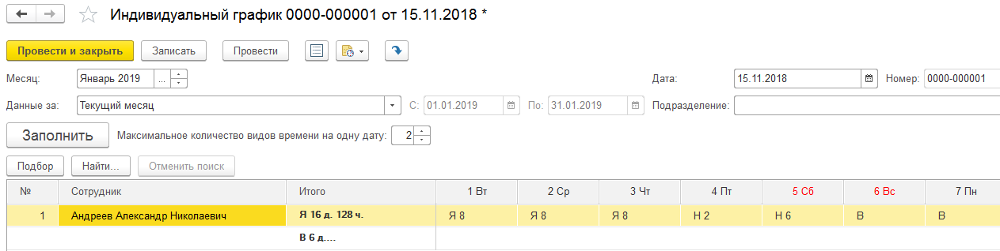 Индивидуальный график 0000-000001 от 15.11.2018 *
Провести и закрыть Записать Провести
Месяц: Январь 2019 ... Дата: 15.11.2018 Номер: 0000-000001
Данные за: Текущий месяц С: 01.01.2019 По: 31.01.2019 Подразделение:
Заполнить Максимальное количество видов времени на одну дату: 2
Подбор Найти... Отменить поиск
№ Сотрудник Итого 1 Вт 2 Ср 3 Чт 4 Пт 5 Сб 6 Вс 7 Пн
1 Андреев Александр Николаевич Я 16 д. 128 ч. Я 8 Я 8 Я 8 Н 2 Н 6 В В
В 6 д....